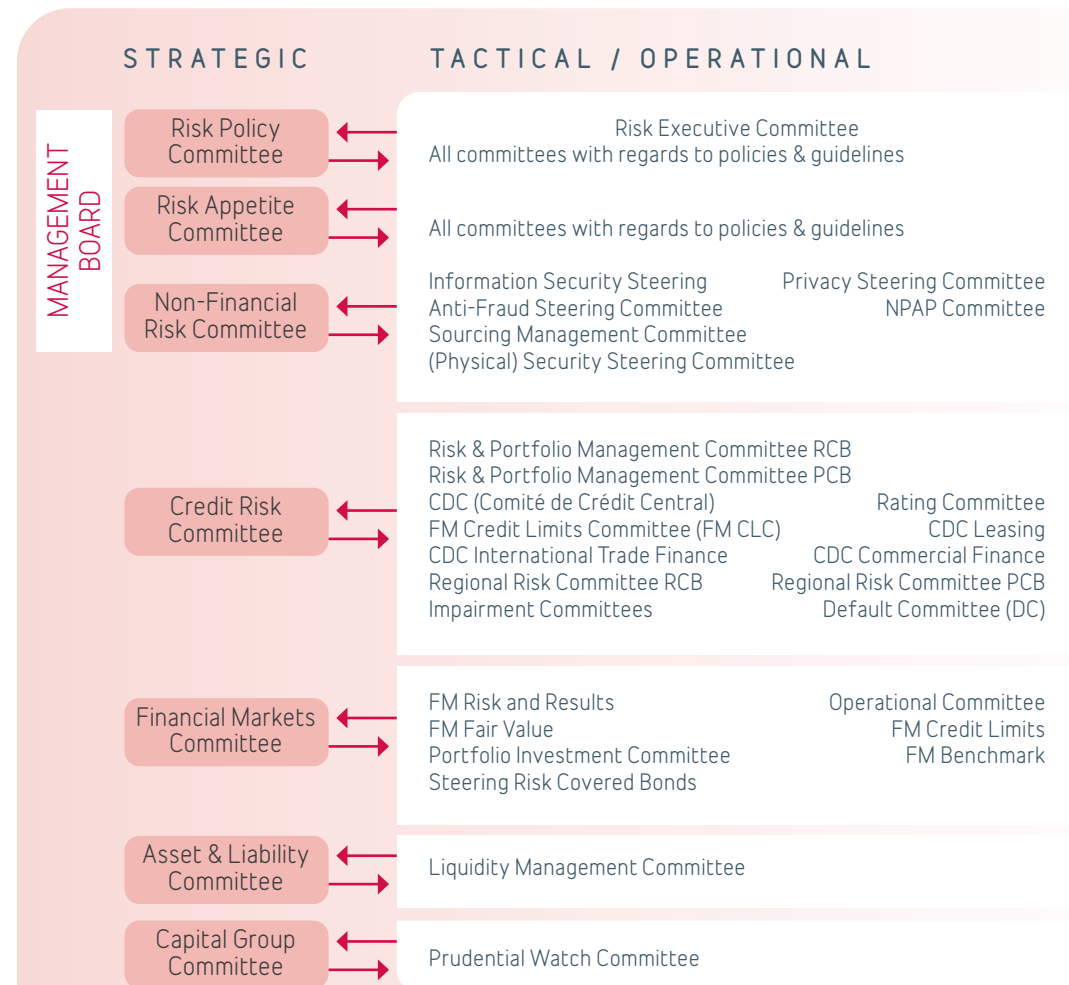 STRATEGIC
TACTICAL / OPERATIONAL
MANAGEMENT
BOARD
Risk Policy
Committee
Risk Executive Committee
All committees with regards to policies & guidelines
Risk Appetite
Committee
All committees with regards to policies & guidelines
Non-Financial
Risk Committee
Information Security Steering
Privacy Steering Committee
Anti-Fraud Steering Committee
NPAP Committee
Sourcing Management Committee
(Physical) Security Steering Committee
Credit Risk
Committee
Risk & Portfolio Management Committee RCB
Risk & Portfolio Management Committee PCB
CDC (Comité de Crédit Central)
Rating Committee
FM Credit Limits Committee (FM CLC)
CDC Leasing
CDC International Trade Finance
CDC Commercial Finance
Regional Risk Committee RCB
Regional Risk Committee PCB
Impairment Committees
Default Committee (DC)
Financial Markets
Committee
FM Risk and Results
Operational Committee
FM Fair Value
FM Credit Limits
Portfolio Investment Committee
FM Benchmark
Steering Risk Covered Bonds
Asset & Liability
Committee
Liquidity Management Committee
Capital Group
Committee
Prudential Watch Committee